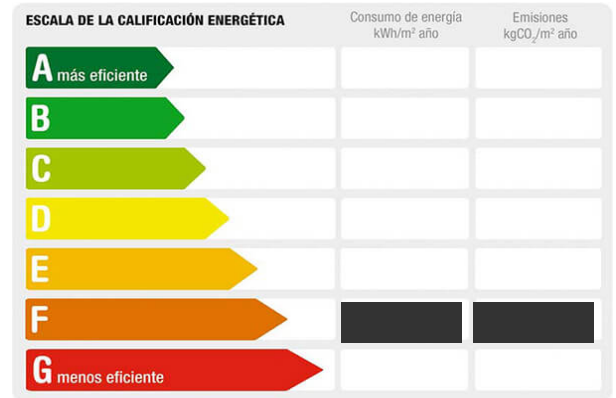 ESCALA DE LA CALIFICACIÓN ENERGÉTICA
Consumo de energía
kWh/m² año
Emisiones
kgCO₂/m² año
A más eficiente
B
C
D
E
F
G menos eficiente